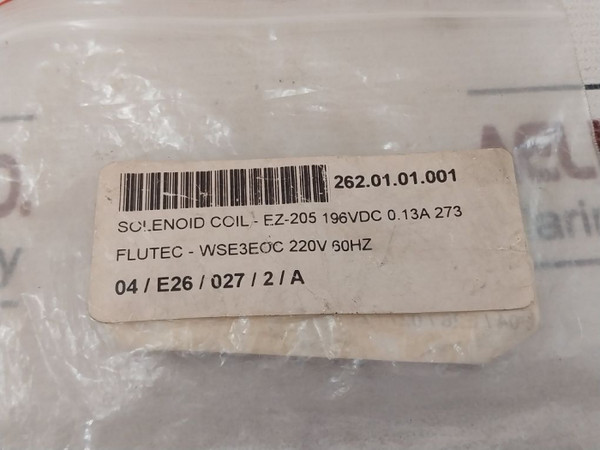 262.01.01.001
SOLENOID COIL - EZ-205 196VDC 0.13A 273
FLUTEC - WSE3EOC 220V 60HZ
04 / E26 / 027 / 2 / A